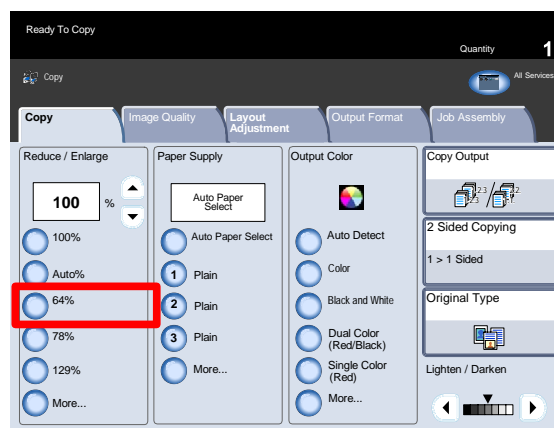 Ready To Copy
Quantity 1
Copy
All Services
Copy
Image Quality
Layout
Adjustment
Output Format
Job Assembly
Reduce / Enlarge
100 %
100%
Auto%
64%
78%
129%
More...
Paper Supply
Auto Paper
Select
Auto Paper Select
1 Plain
2 Plain
3 Plain
More...
Output Color
Auto Detect
Color
Black and White
Dual Color
(Red/Black)
Single Color
(Red)
More...
Copy Output
2 Sided Copying
1 > 1 Sided
Original Type
Lighten / Darken